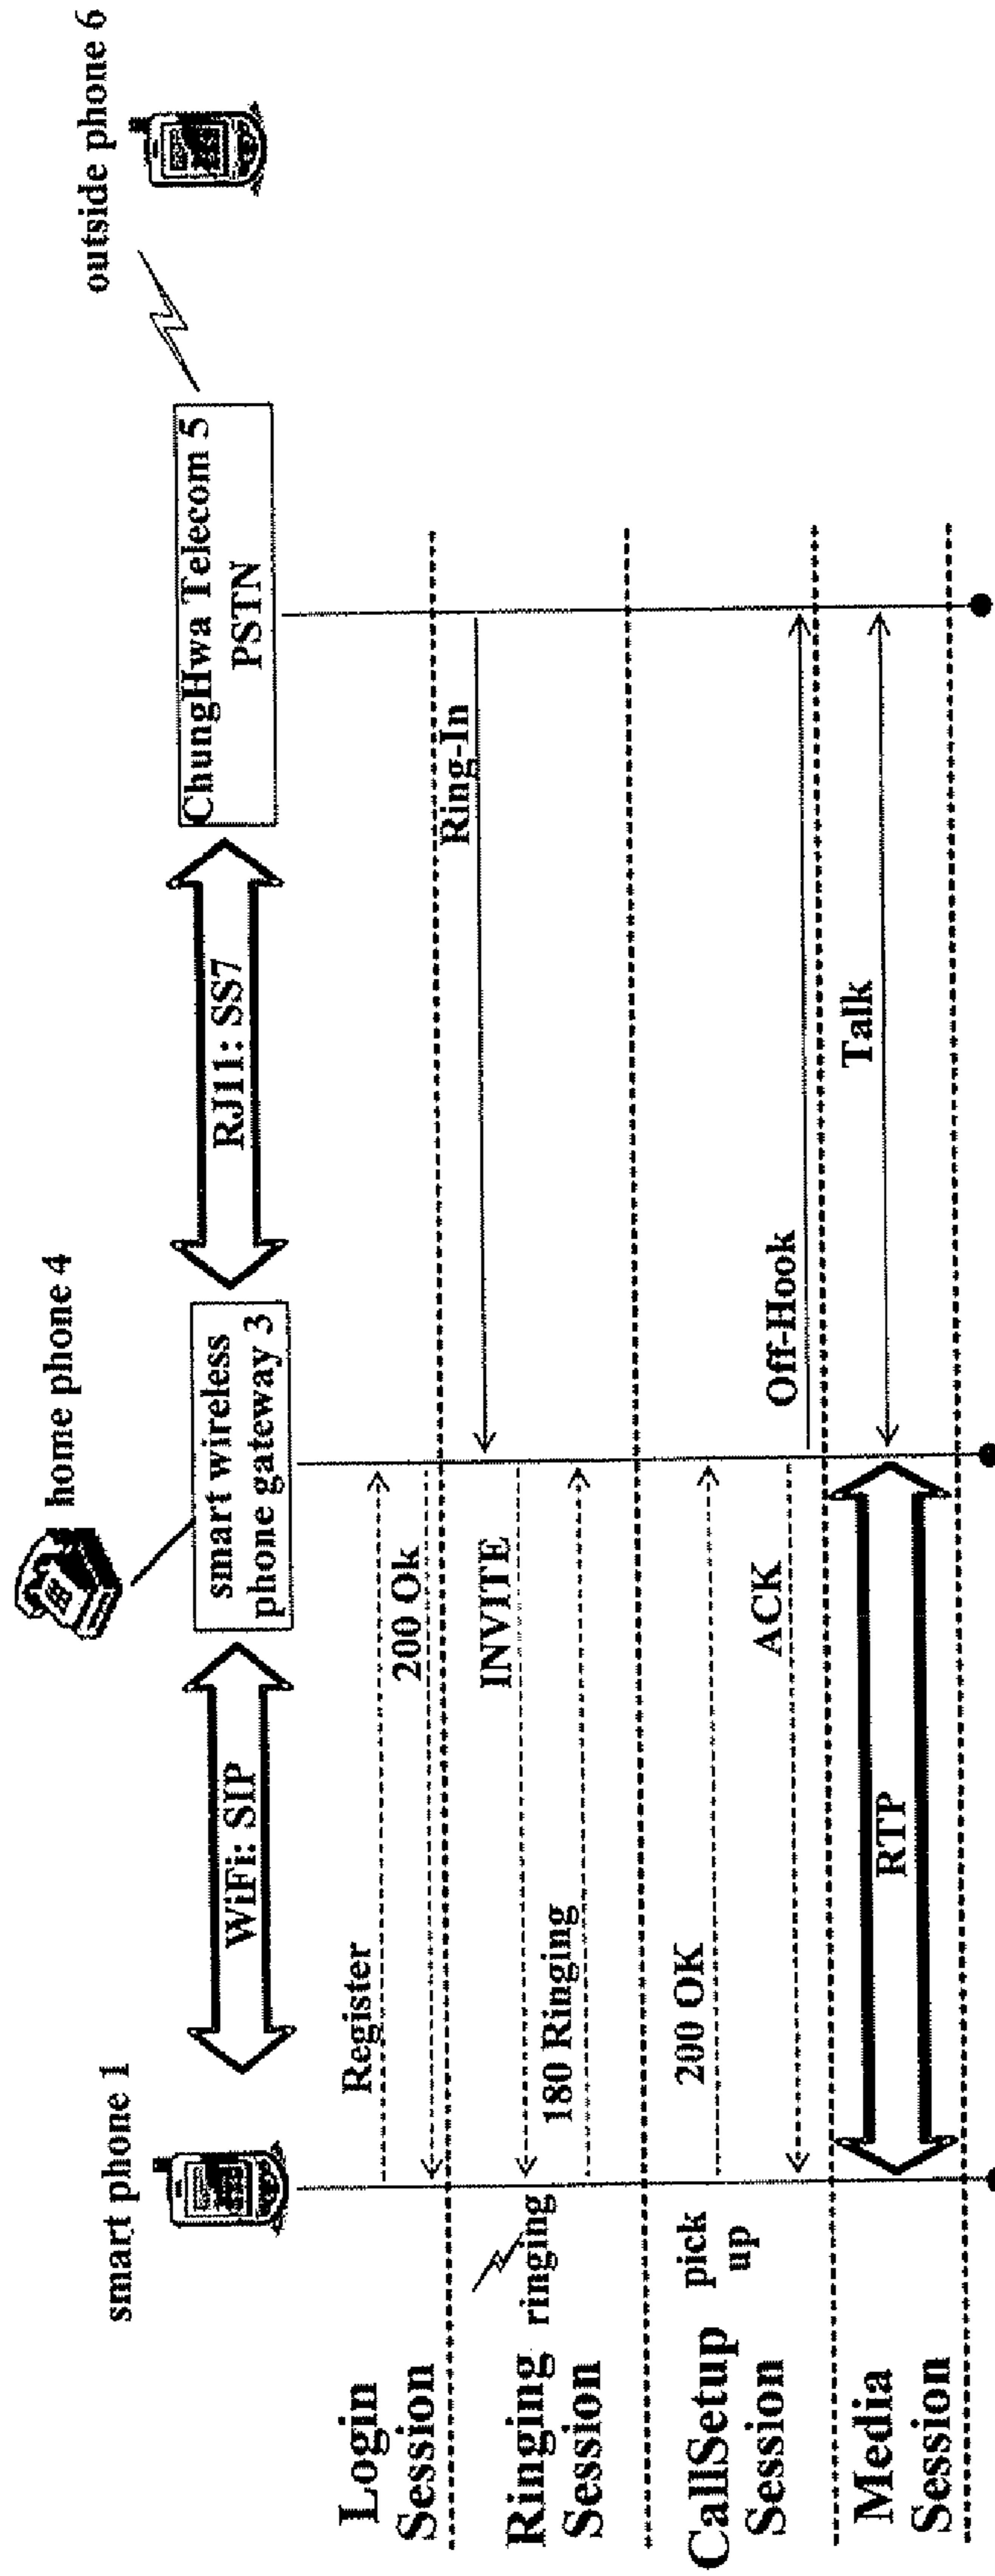 smart phone 1
home phone 4
outside phone 6
WiFi: SIP
smart wireless
phone gateway 3
RJ11: SS7
ChungHwa Telecom 5
PSTN
Login
Session
Register
200 Ok
Ringing
Session
ringing
Ring-In
INVITE
180 Ringing
CallSetup
Session
pick
up
200 OK
ACK
Off-Hook
Media
Session
RTP
Talk